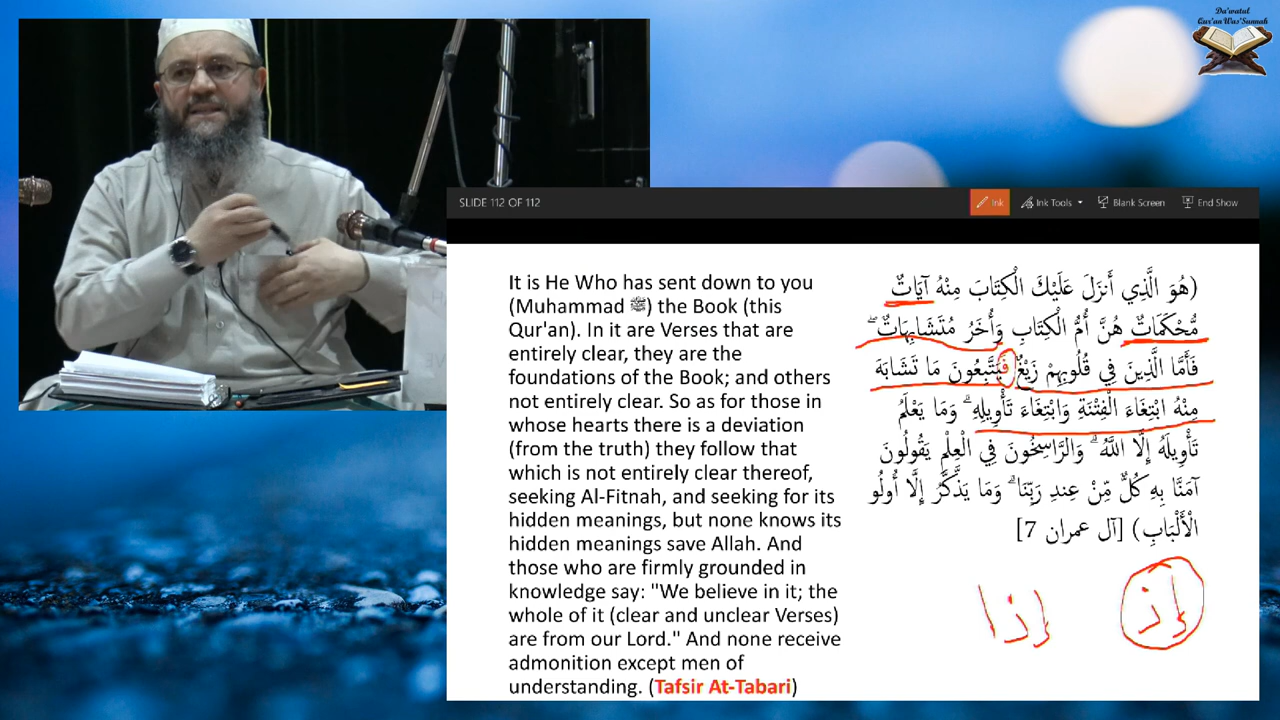 Da'watul
Qur'an Was'Sunnah
SLIDE 112 OF 112
Ink
Ink Tools
Blank Screen
End Show
It is He Who has sent down to you
(Muhammad ﷺ) the Book (this
Qur'an). In it are Verses that are
entirely clear, they are the
foundations of the Book; and others
not entirely clear. So as for those in
whose hearts there is a deviation
(from the truth) they follow that
which is not entirely clear thereof,
seeking Al-Fitnah, and seeking for its
hidden meanings, but none knows its
hidden meanings save Allah. And
those who are firmly grounded in
knowledge say: "We believe in it; the
whole of it (clear and unclear Verses)
are from our Lord." And none receive
admonition except men of
understanding. (Tafsir At-Tabari)
(هُوَ الَّذِي أَنزَلَ عَلَيْكَ الْكِتَابَ مِنْهُ آيَاتٌ
مُّحْكَمَاتٌ هُنَّ أُمُّ الْكِتَابِ وَأُخَرُ مُتَشَابِهَاتٌ ۖ
فَأَمَّا الَّذِينَ فِي قُلُوبِهِمْ زَيْغٌ فَيَتَّبِعُونَ مَا تَشَابَهَ
مِنْهُ ابْتِغَاءَ الْفِتْنَةِ وَابْتِغَاءَ تَأْوِيلِهِ ۗ وَمَا يَعْلَمُ
تَأْوِيلَهُ إِلَّا اللَّهُ ۗ وَالرَّاسِخُونَ فِي الْعِلْمِ يَقُولُونَ
آمَنَّا بِهِ كُلٌّ مِّنْ عِندِ رَبِّنَا ۗ وَمَا يَذَّكَّرُ إِلَّا أُولُو
الْأَلْبَابِ) [آل عمران 7]
إذ إذا